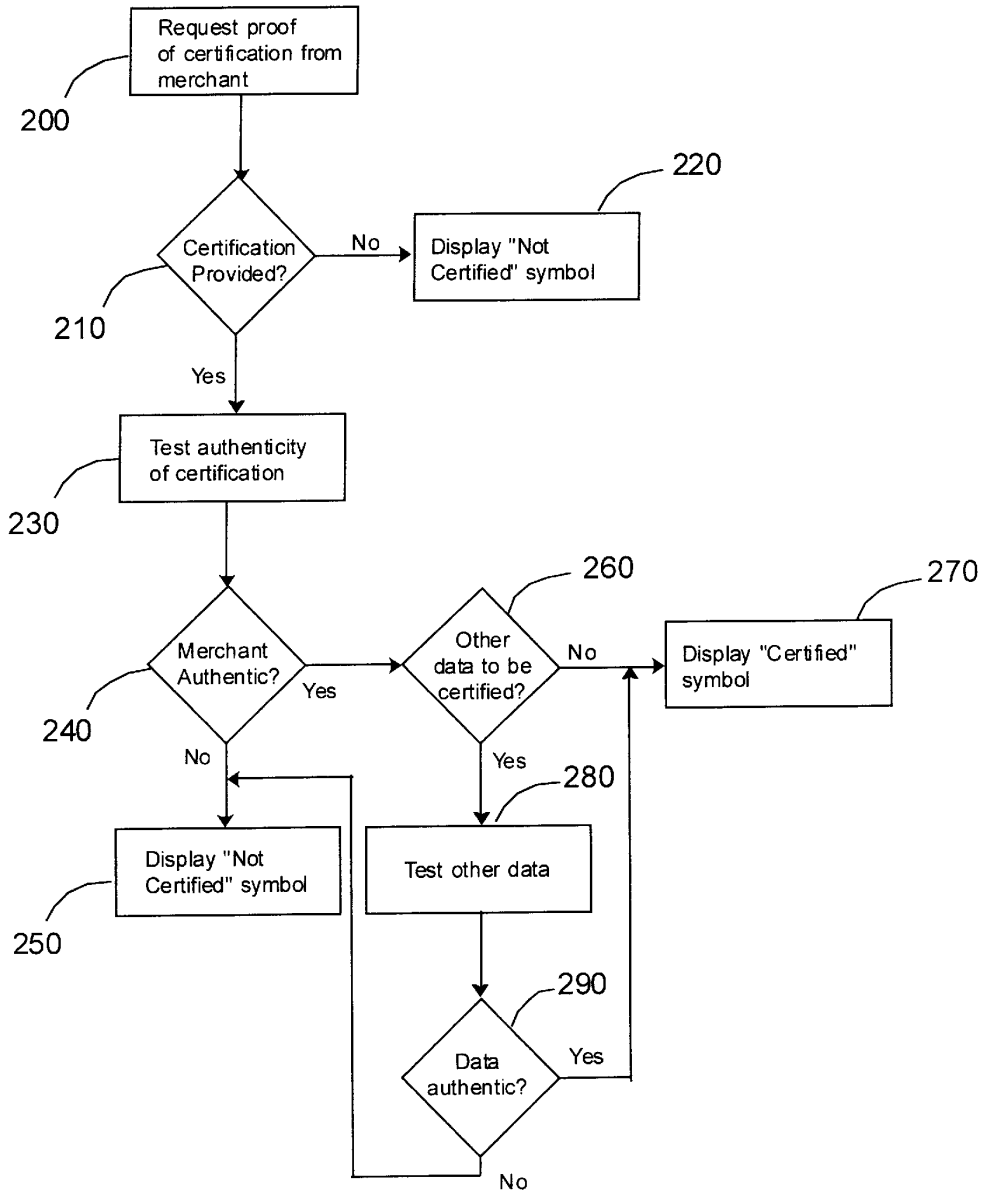 Request proof
of certification from
merchant
200
220
Certification
Provided?
No
Display "Not
Certified" symbol
210
Yes
Test authenticity
of certification
230
260
270
Merchant
Authentic?
Yes
Other
data to be
certified?
No
Display "Certified"
symbol
240
No
Yes
280
Display "Not
Certified" symbol
Test other data
250
290
Data
authentic?
Yes
No